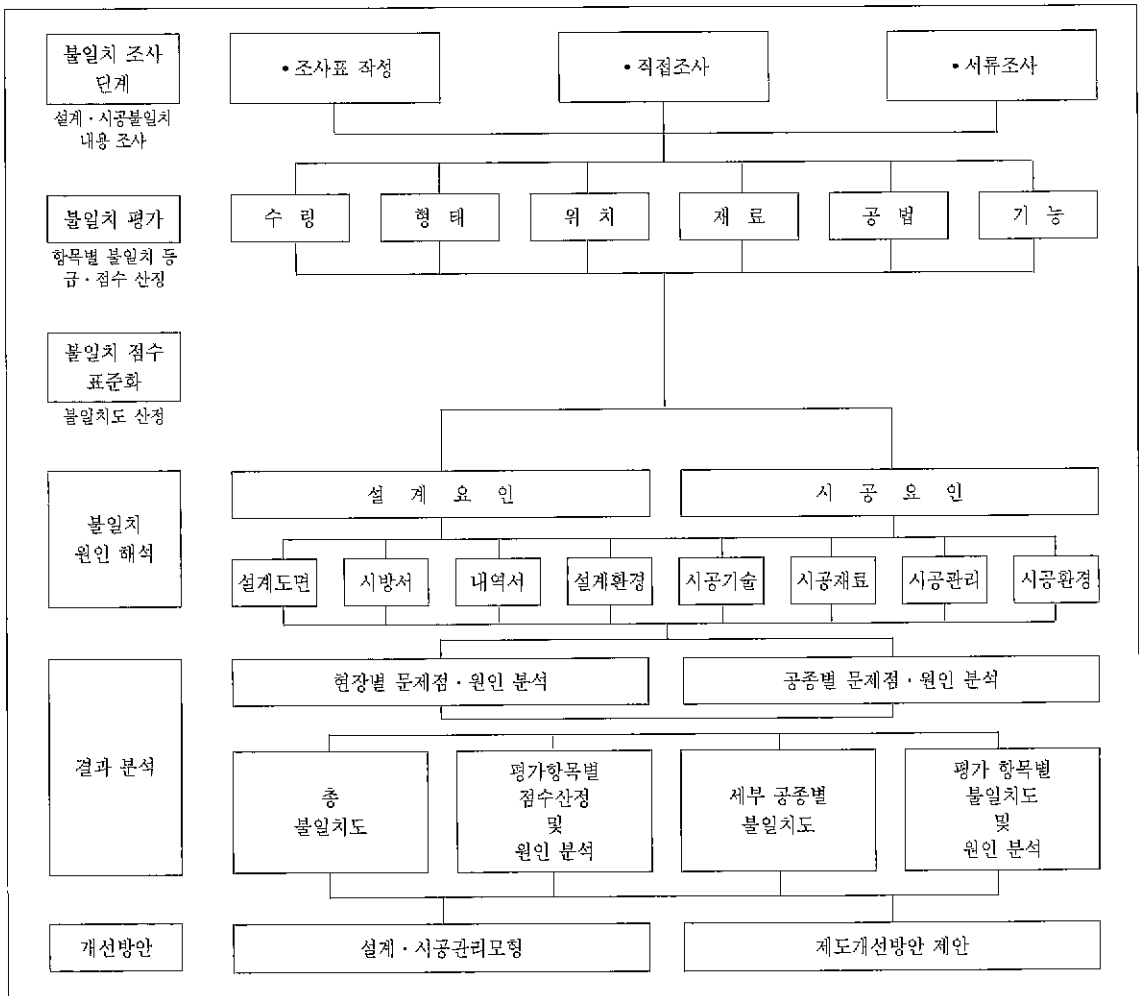 불일치 조사
단계
설계 · 시공불일치
내용 조사
• 조사표 작성
• 직접조사
• 서류조사
불일치 평가
항목별 불일치 등
급 · 점수 산정
수 량
형 태
위 치
재 료
공 법
기 능
불일치 점수
표준화
불일치도 산정
불일치
원인 해석
설 계 요 인
시 공 요 인
설계도면
시방서
내역서
설계환경
시공기술
시공재료
시공관리
시공환경
결과 분석
현장별 문제점 · 원인 분석
공종별 문제점 · 원인 분석
총
불일치도
평가항목별
점수산정
및
원인 분석
세부 공종별
불일치도
평가 항목별
불일치도
및
원인 분석
개선방안
설계 · 시공관리모형
제도개선방안 제안